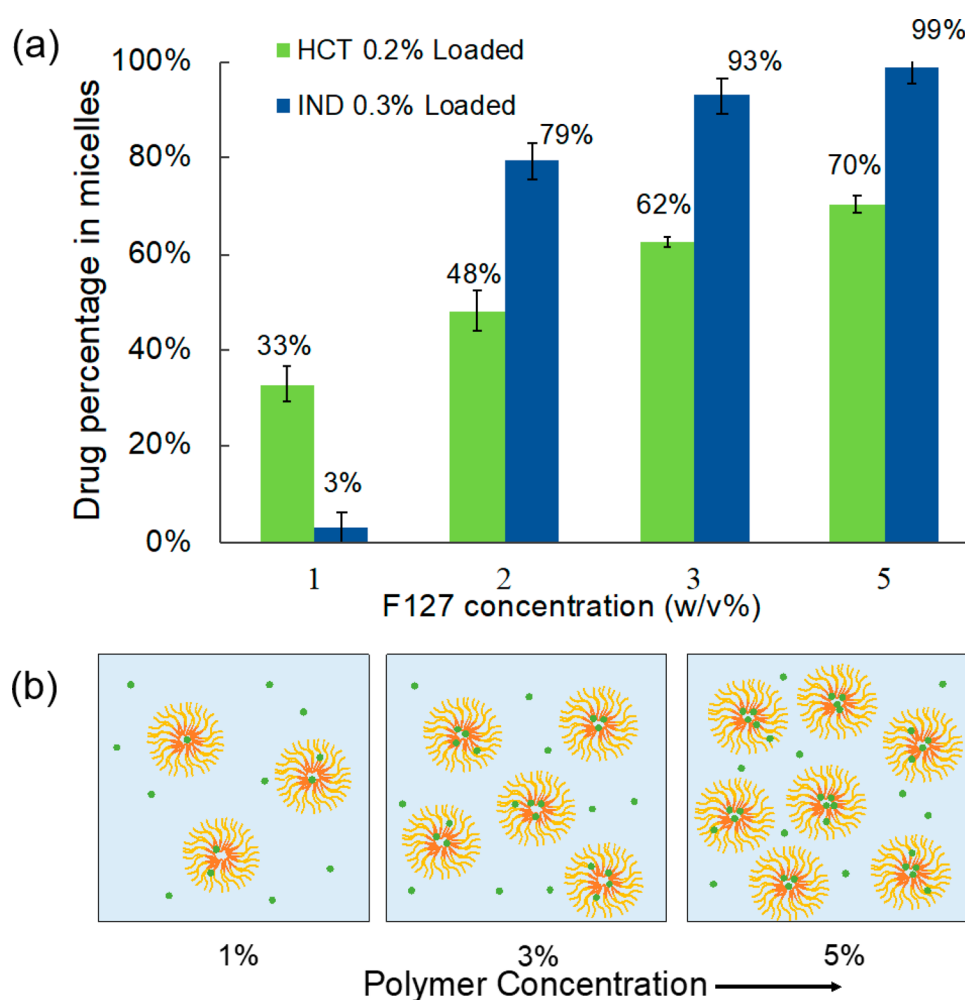 (a)
HCT 0.2% Loaded
IND 0.3% Loaded
Drug percentage in micelles
100%
80%
60%
40%
20%
0%
33%
3%
48%
79%
62%
93%
70%
99%
1 2 3 5
F127 concentration (w/v%)
(b)
1% 3% 5%
Polymer Concentration